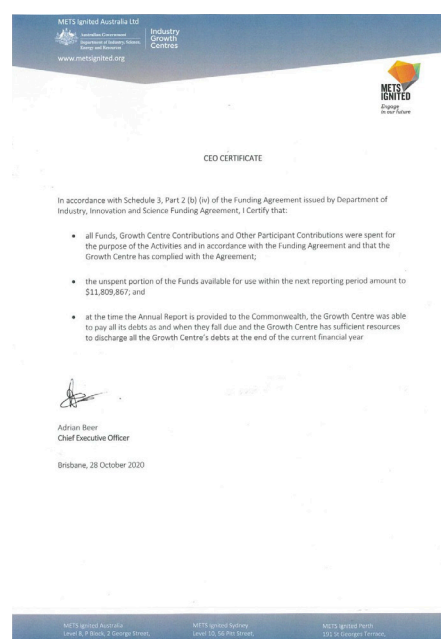 METS Ignited Australia Ltd
Australian Government
Department of Industry, Science,
Energy and Resources
Industry
Growth
Centres
www.metsignited.org
METS
IGNITED
Engage
in our future
CEO CERTIFICATE
In accordance with Schedule 3, Part 2 (b) (iv) of the Funding Agreement issued by Department of
Industry, Innovation and Science Funding Agreement, I Certify that:
• all Funds, Growth Centre Contributions and Other Participant Contributions were spent for
the purpose of the Activities and in accordance with the Funding Agreement and that the
Growth Centre has complied with the Agreement;
• the unspent portion of the Funds available for use within the next reporting period amount to
$11,809,867; and
• at the time the Annual Report is provided to the Commonwealth, the Growth Centre was able
to pay all its debts as and when they fall due and the Growth Centre has sufficient resources
to discharge all the Growth Centre's debts at the end of the current financial year
Adrian Beer
Chief Executive Officer
Brisbane, 28 October 2020
METS Ignited Australia
Level 8, P Block, 2 George Street,
METS Ignited Sydney
Level 10, 56 Pitt Street,
METS Ignited Perth
191 St Georges Terrace,